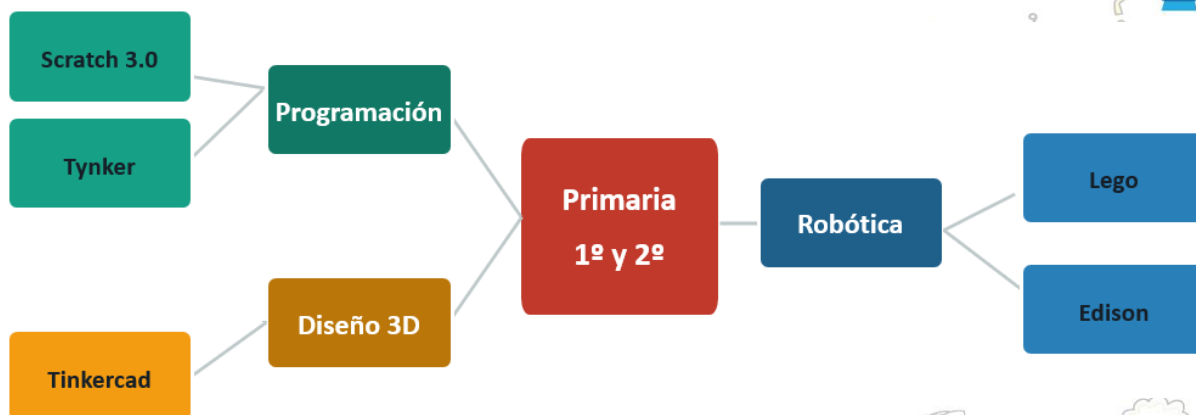 Scratch 3.0
Tynker
Programación
Diseño 3D
Tinkercad
Primaria
1º y 2º
Robótica
Lego
Edison